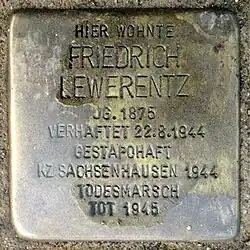 HIER WOHNTE
FRIEDRICH
LEWERENTZ
JG. 1875
VERHAFTET 22.8.1944
GESTAPOHAFT
KZ SACHSENHAUSEN 1944
TODESMARSCH
TOT 1945